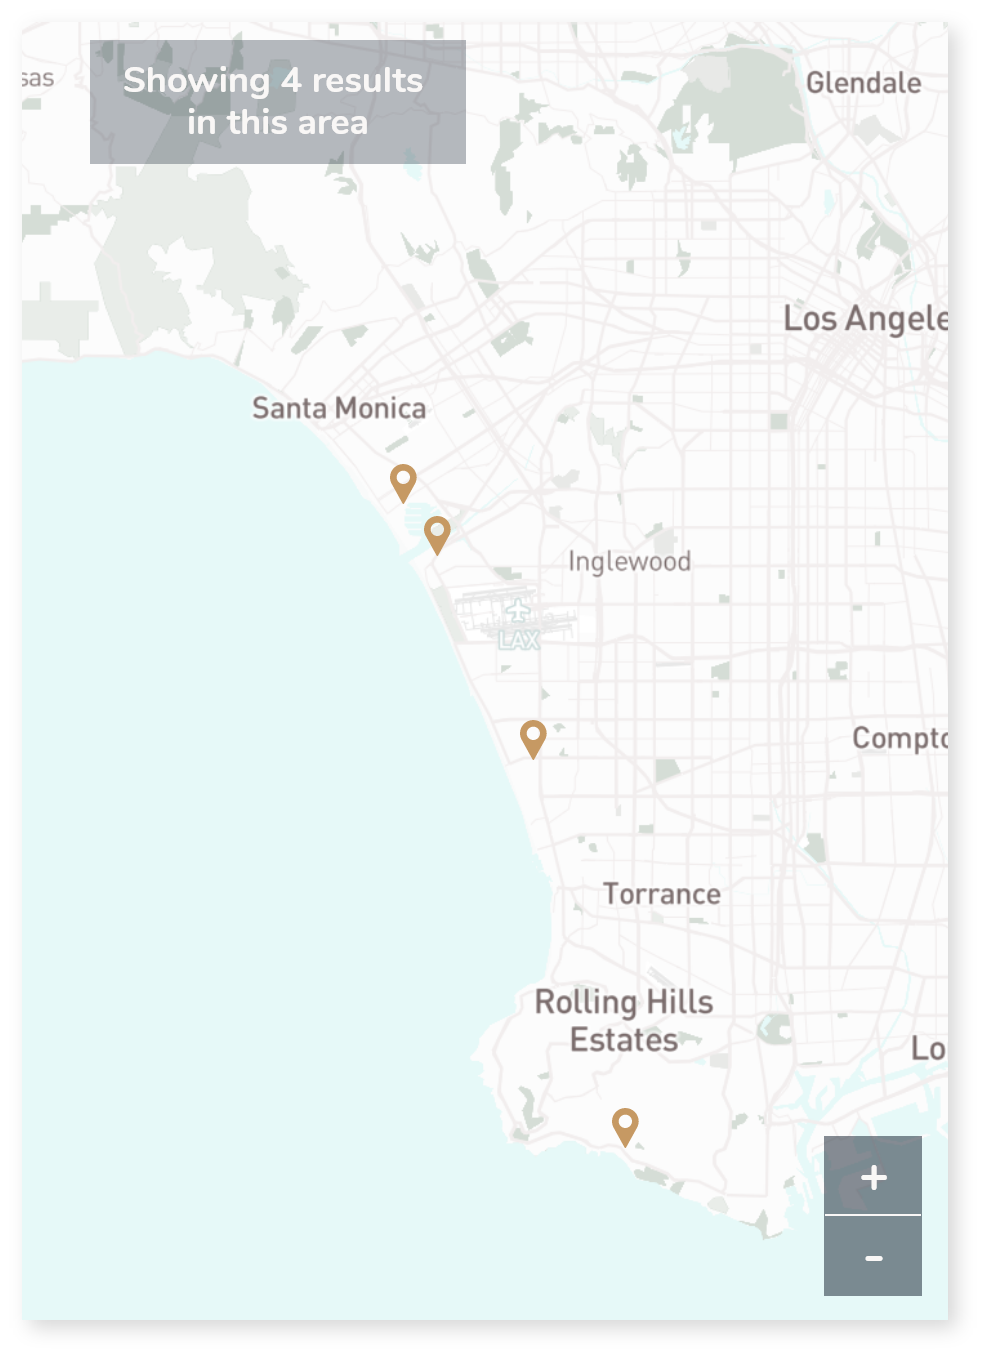 Showing 4 results
in this area
sas
Glendale
Los Angele
Santa Monica
Inglewood
LAX
Compto
Torrance
Rolling Hills
Estates
Lo
+
-